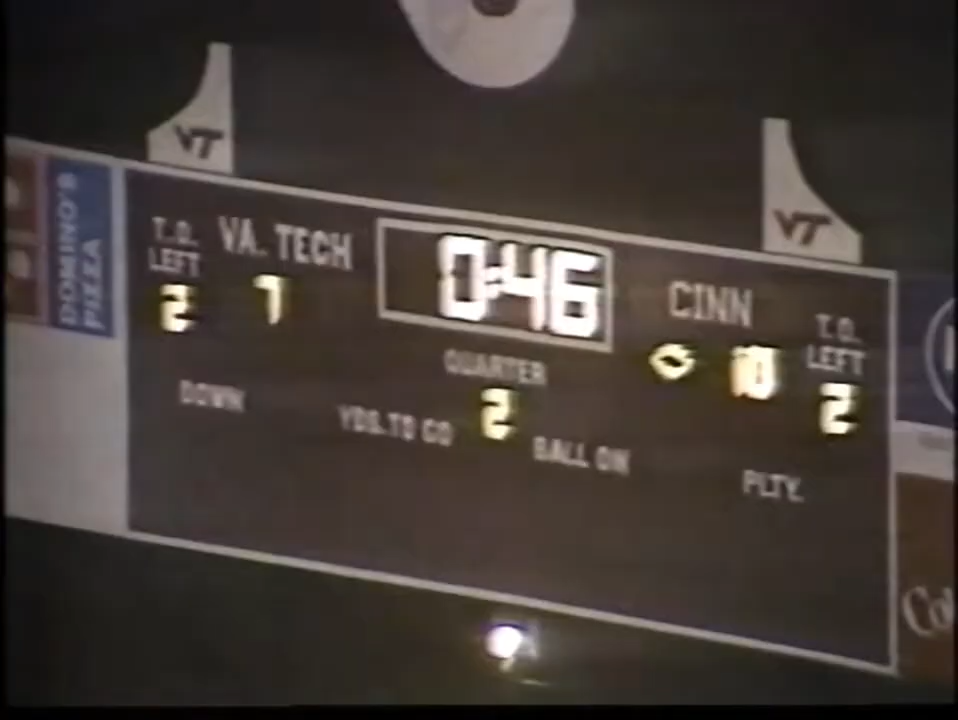 VT
VT
DOMINO'S
PIZZA
T.O.
LEFT
2
VA. TECH
7
0:46
QUARTER
2
CINN
10
T.O.
LEFT
2
DOWN
YDS. TO GO
BALL ON
PLTY.